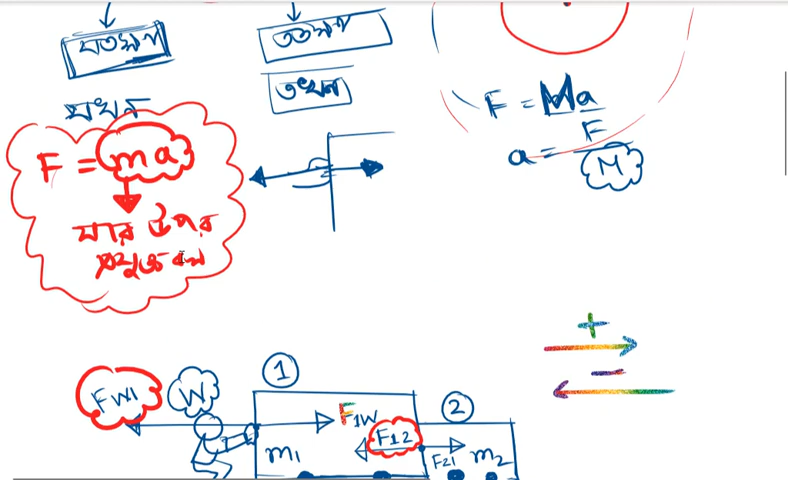 যতক্ষণ
ততক্ষণ
যখন
তখন
F = Ma
a = F/M
F = ma
যার উপর
প্রযুক্ত বল
+
−
1
2
FW1
W
F1W
F12
F21
m1
m2